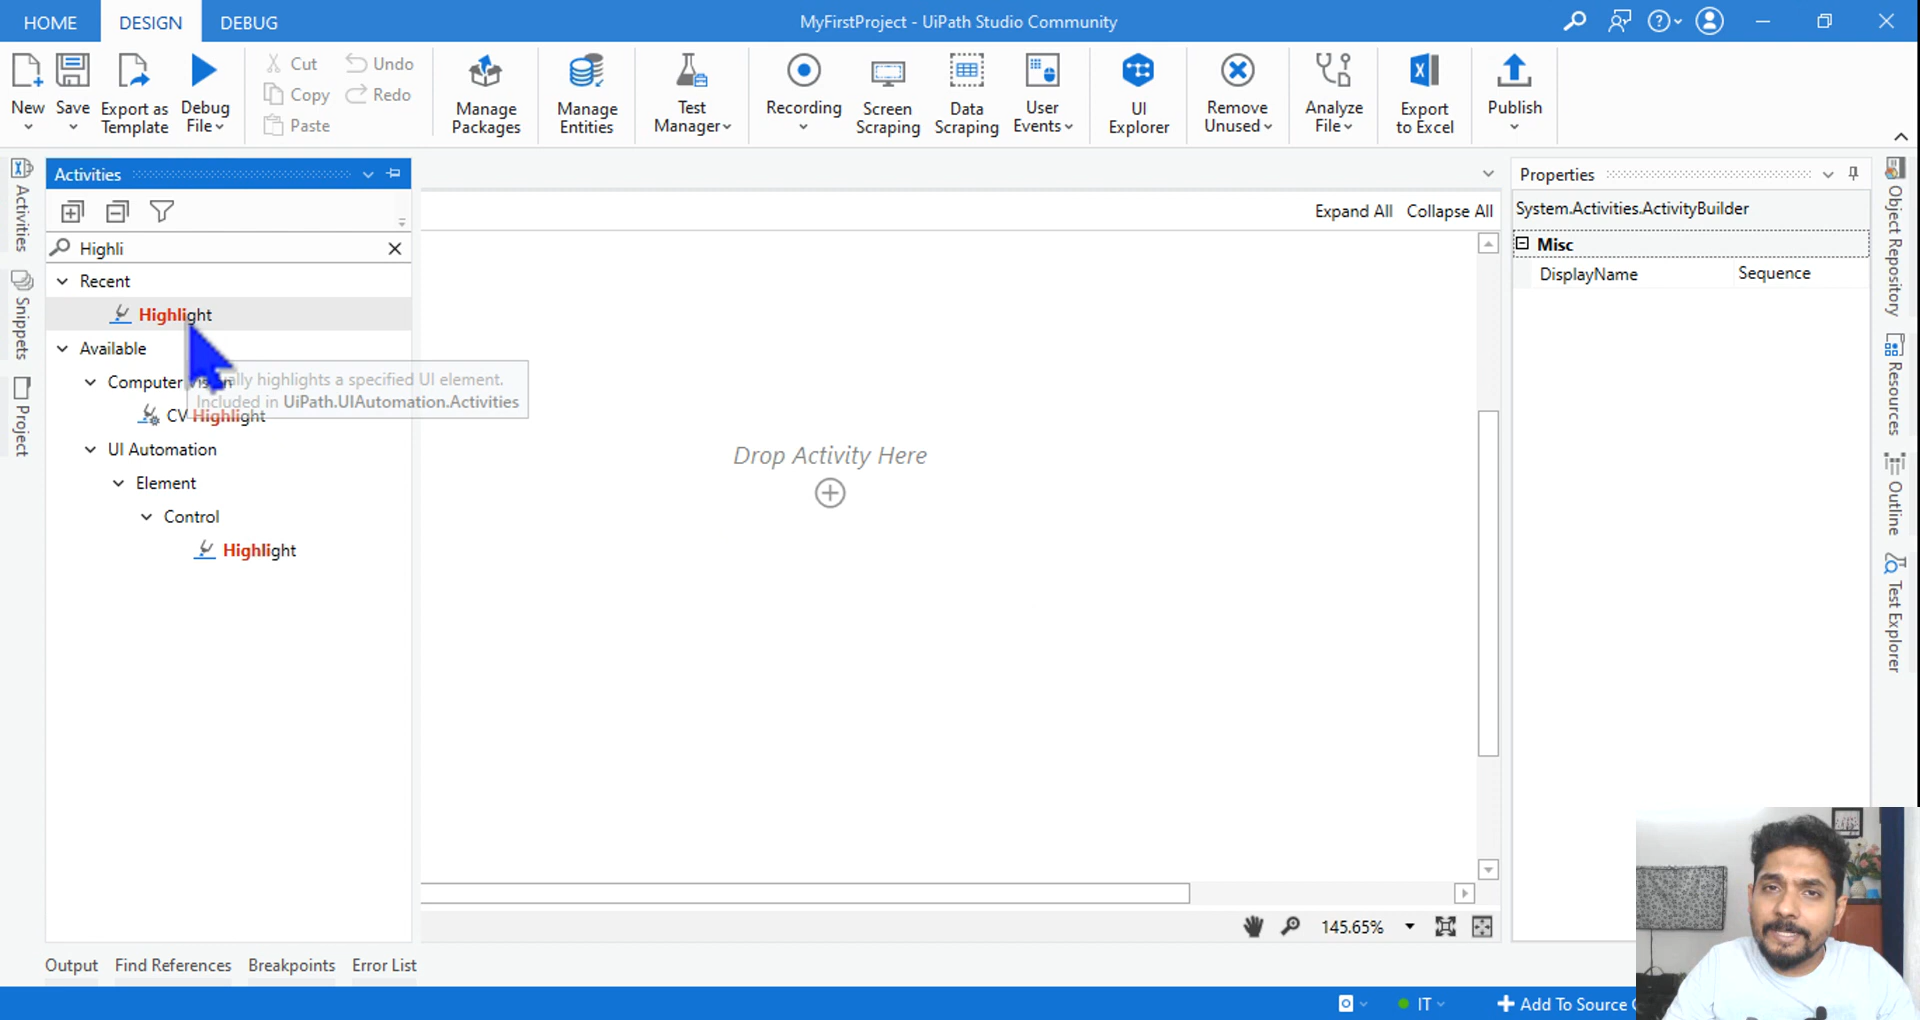 HOME DESIGN DEBUG
MyFirstProject - UiPath Studio Community
New
Save
Export as
Template
Debug
File
Cut
Copy
Paste
Undo
Redo
Manage
Packages
Manage
Entities
Test
Manager
Recording
Screen
Scraping
Data
Scraping
User
Events
UI
Explorer
Remove
Unused
Analyze
File
Export
to Excel
Publish
Activities
Snippets
Project
Activities
Highli
Recent
Highlight
Available
Computer
highlights a specified UI element.
Included in UiPath.UIAutomation.Activities
CV Highlight
UI Automation
Element
Control
Highlight
Expand All Collapse All
Drop Activity Here
145.65%
Properties
System.Activities.ActivityBuilder
Misc
DisplayName Sequence
Object Repository
Resources
Outline
Test Explorer
Output Find References Breakpoints Error List
IT
Add To Source